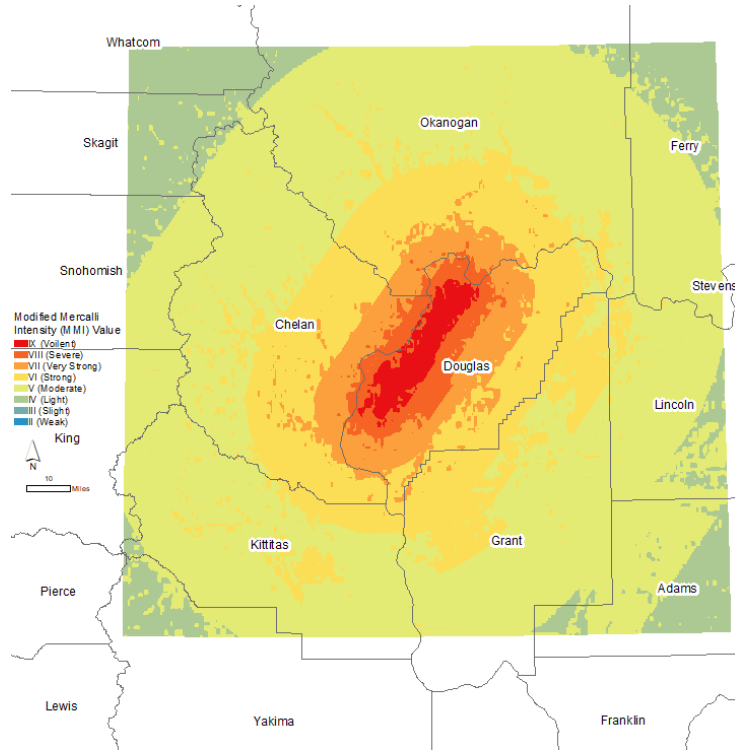 Whatcom
Okanogan
Skagit
Ferry
Snohomish
Stevens
Modified Mercalli
Intensity (MMI) Value
IX (Voilent)
VIII (Severe)
VII (Very Strong)
VI (Strong)
V (Moderate)
IV (Light)
III (Slight)
II (Weak)
Chelan
Douglas
Lincoln
King
N
10
Miles
Kittitas
Grant
Pierce
Adams
Lewis
Yakima
Franklin